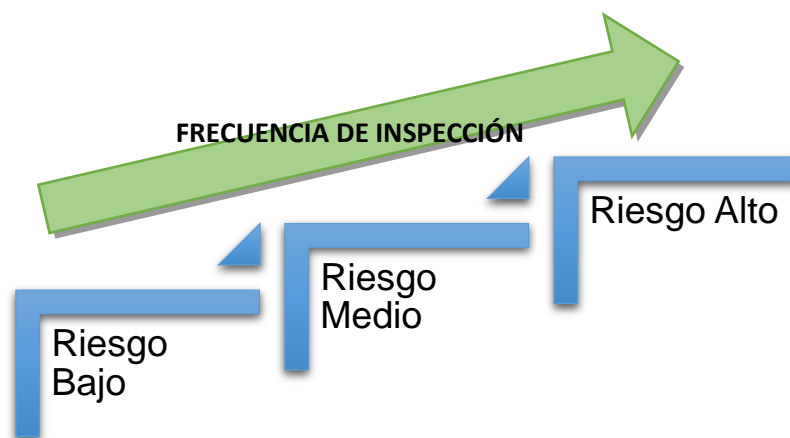 FRECUENCIA DE INSPECCIÓN
Riesgo Alto
Riesgo
Medio
Riesgo
Bajo